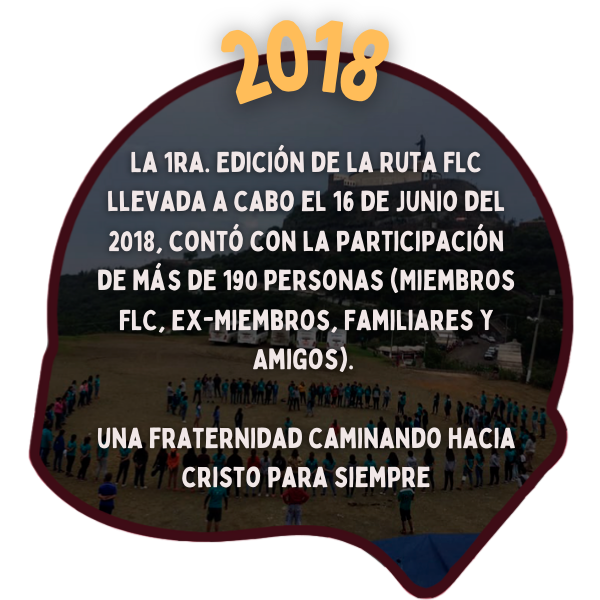 2018
LA 1RA. EDICIÓN DE LA RUTA FLC
LLEVADA A CABO EL 16 DE JUNIO DEL
2018, CONTÓ CON LA PARTICIPACIÓN
DE MÁS DE 190 PERSONAS (MIEMBROS
FLC, EX-MIEMBROS, FAMILIARES Y
AMIGOS).
UNA FRATERNIDAD CAMINANDO HACIA
CRISTO PARA SIEMPRE